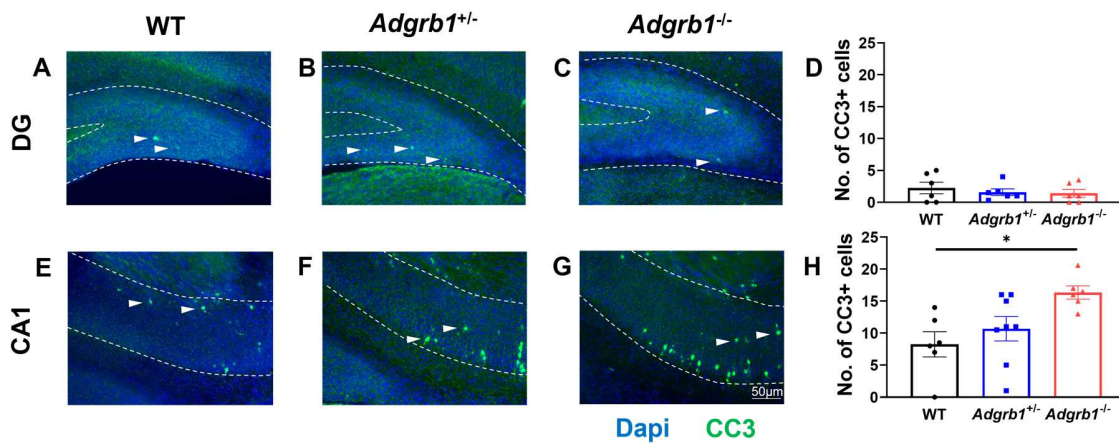 WT
Adgrb1+/-
Adgrb1-/-
DG
A
B
C
D
No. of CC3+ cells
25
20
15
10
5
0
WT
Adgrb1+/-
Adgrb1-/-
CA1
E
F
G
50µm
H
No. of CC3+ cells
25
20
15
10
5
0
*
WT
Adgrb1+/-
Adgrb1-/-
Dapi
CC3